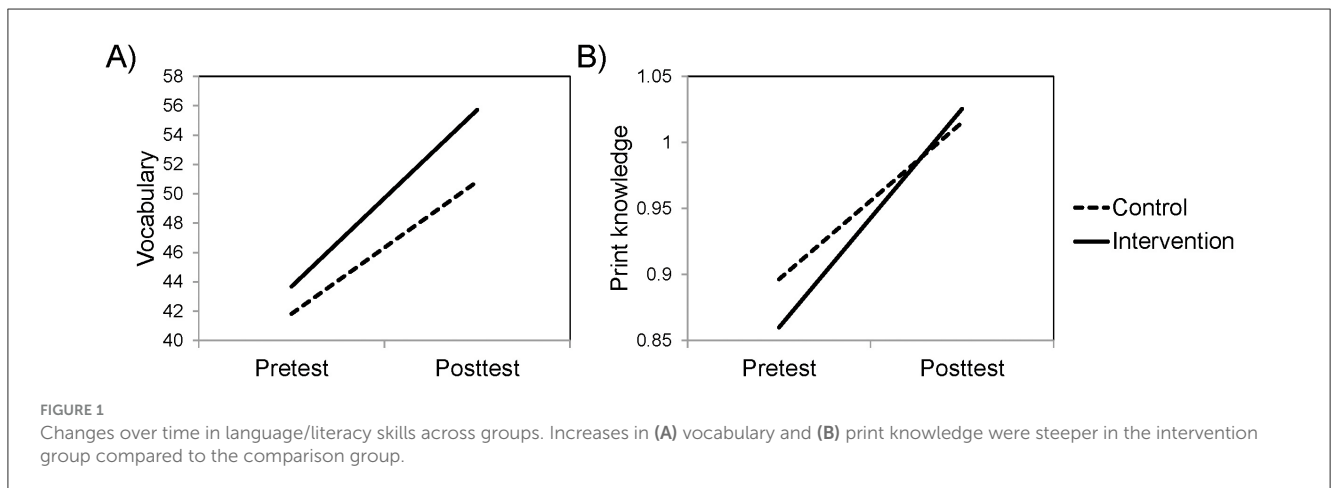 A)
58
56
54
52
50
48
46
44
42
40
Vocabulary
Pretest Posttest
B)
1.05
1
0.95
0.9
0.85
Print knowledge
Pretest Posttest
Control
Intervention
FIGURE 1
Changes over time in language/literacy skills across groups. Increases in (A) vocabulary and (B) print knowledge were steeper in the intervention
group compared to the comparison group.